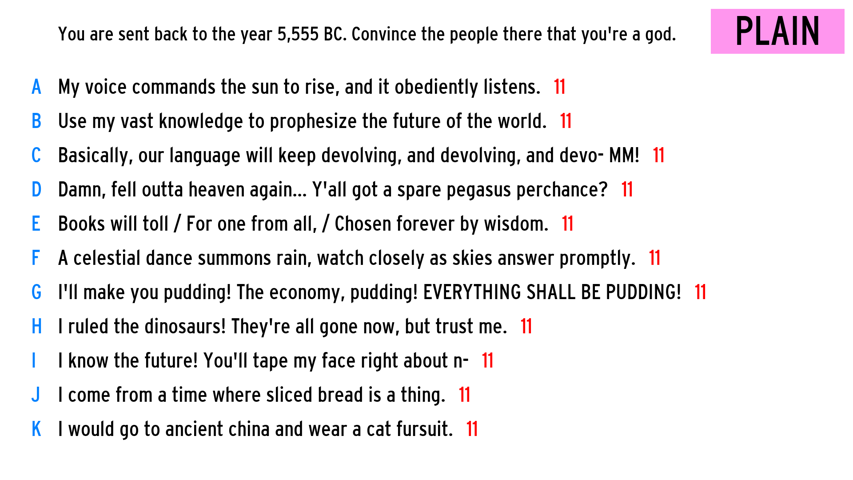 You are sent back to the year 5,555 BC. Convince the people there that you're a god.
PLAIN
A My voice commands the sun to rise, and it obediently listens. 11
B Use my vast knowledge to prophesize the future of the world. 11
C Basically, our language will keep devolving, and devolving, and devo- MM! 11
D Damn, fell outta heaven again... Y'all got a spare pegasus perchance? 11
E Books will toll / For one from all, / Chosen forever by wisdom. 11
F A celestial dance summons rain, watch closely as skies answer promptly. 11
G I'll make you pudding! The economy, pudding! EVERYTHING SHALL BE PUDDING! 11
H I ruled the dinosaurs! They're all gone now, but trust me. 11
I I know the future! You'll tape my face right about n- 11
J I come from a time where sliced bread is a thing. 11
K I would go to ancient china and wear a cat fursuit. 11